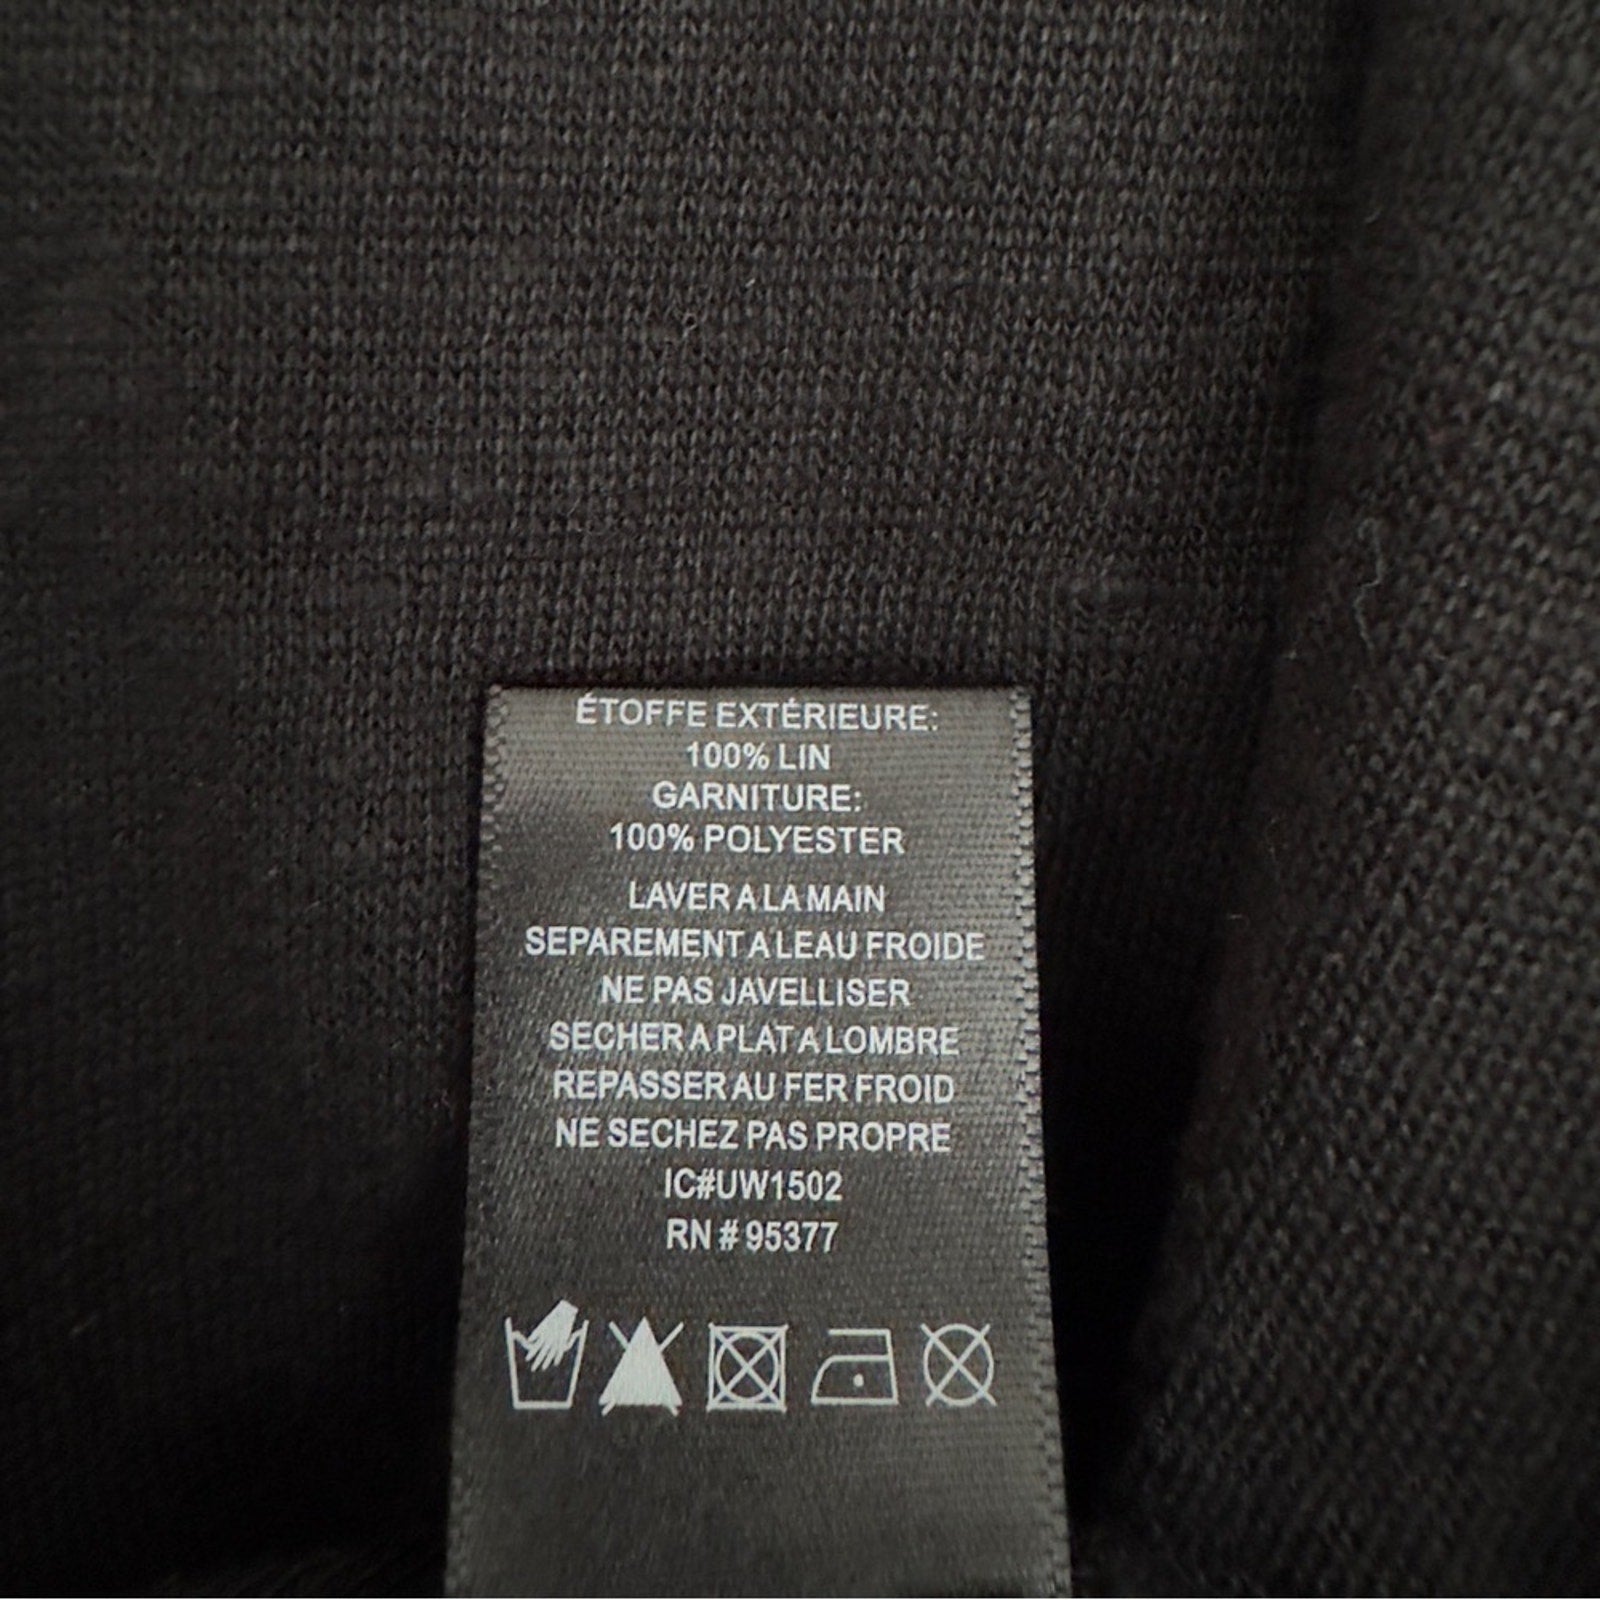 ÉTOFFE EXTÉRIEURE:
100% LIN
GARNITURE:
100% POLYESTER
LAVER A LA MAIN
SEPAREMENT A LEAU FROIDE
NE PAS JAVELLISER
SECHER A PLAT A LOMBRE
REPASSER AU FER FROID
NE SECHEZ PAS PROPRE
IC#UW1502
RN # 95377